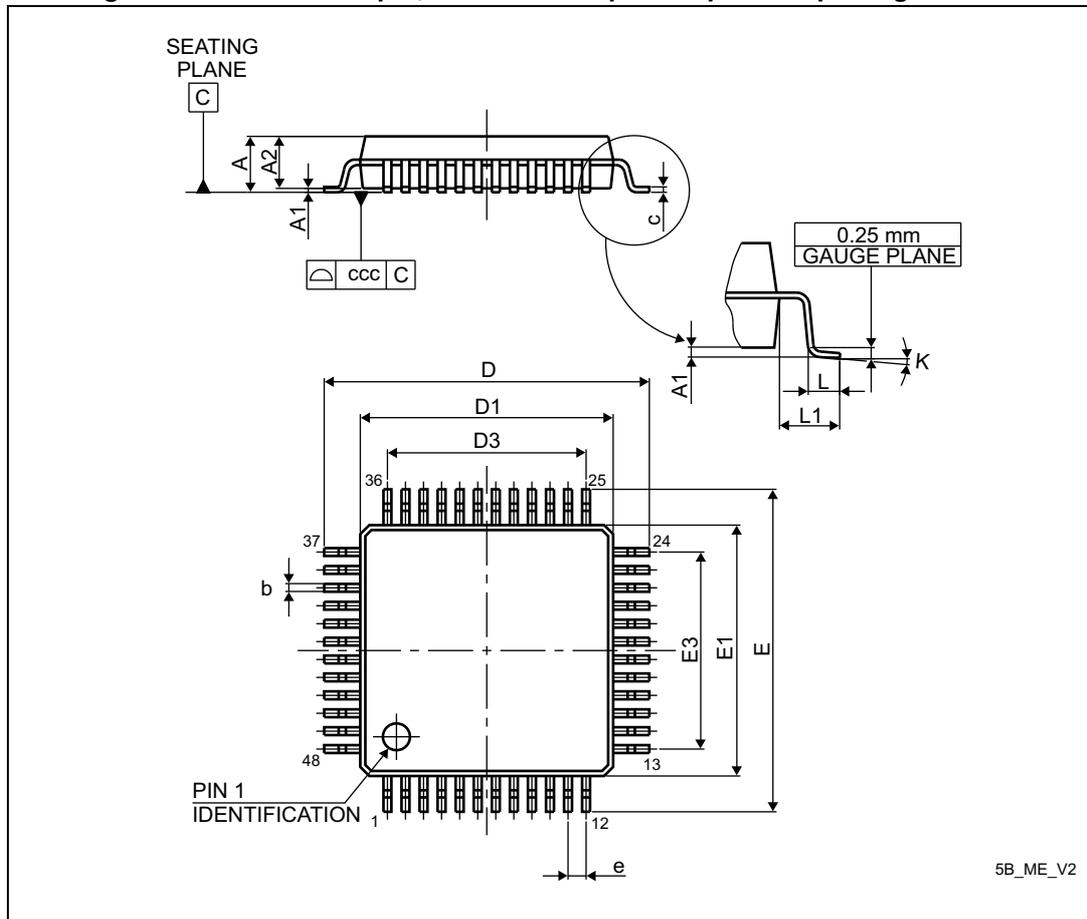 SEATING
PLANE
C
A
A2
A1
c
ccc C
0.25 mm
GAUGE PLANE
A1
L
K
L1
D
D1
D3
36
25
37
24
b
E3
E1
E
48
13
PIN 1
IDENTIFICATION
1
12
e
5B_ME_V2